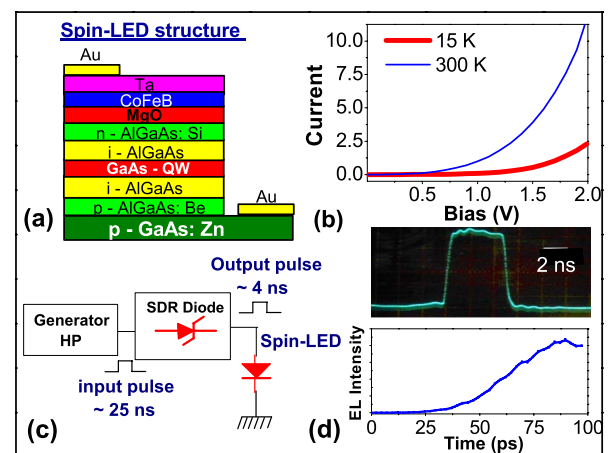 Spin-LED structure
Au
Ta
CoFeB
MgO
n - AlGaAs: Si
i - AlGaAs
GaAs - QW
i - AlGaAs
p - AlGaAs: Be
Au
p - GaAs: Zn
(a)
10.0
7.5
5.0
2.5
0.0
Current
15 K
300 K
0.5
1.0
1.5
2.0
Bias (V)
(b)
Output pulse
~ 4 ns
SDR Diode
Generator
HP
Spin-LED
input pulse
~ 25 ns
(c)
2 ns
EL Intensity
0
25
50
75
100
Time (ps)
(d)